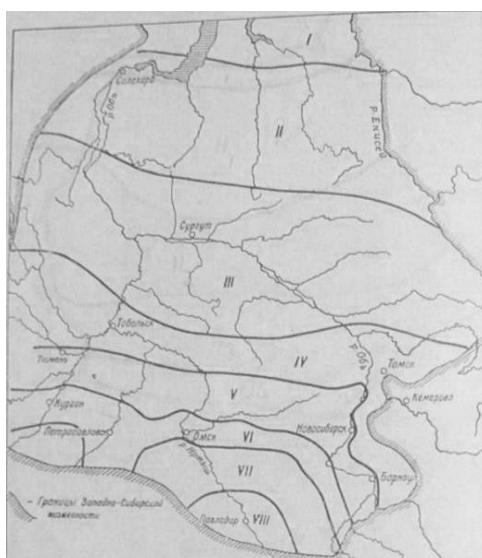 I
Салехард
р. Обь
р. Енисей
II
Сургут
III
Тобольск
IV
р. Обь
Томск
Тюмень
V
Кемерово
Курган
Новосибирск
Петропавловск
Омск
VI
р. Иртыш
VII
Барнаул
Павлодар
VIII
- Границы Западно-Сибирской
низменности